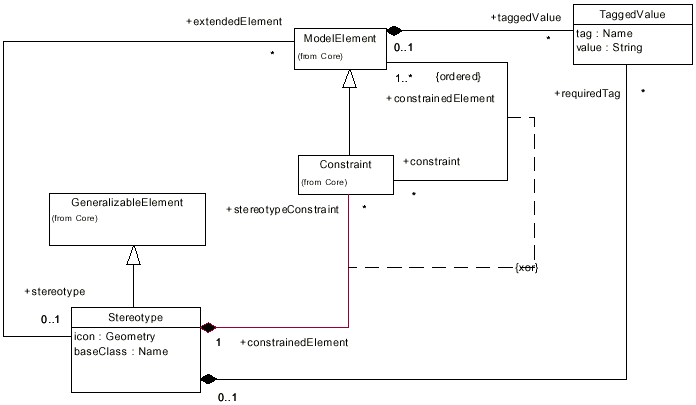 +extendedElement
*
ModelElement
(from Core)
0..1
+taggedValue
*
TaggedValue
tag : Name
value : String
1..*
{ordered}
+constrainedElement
+requiredTag
*
Constraint
(from Core)
+constraint
*
+stereotypeConstraint
*
GeneralizableElement
(from Core)
{xor}
+stereotype
0..1
Stereotype
icon : Geometry
baseClass : Name
1
+constrainedElement
0..1